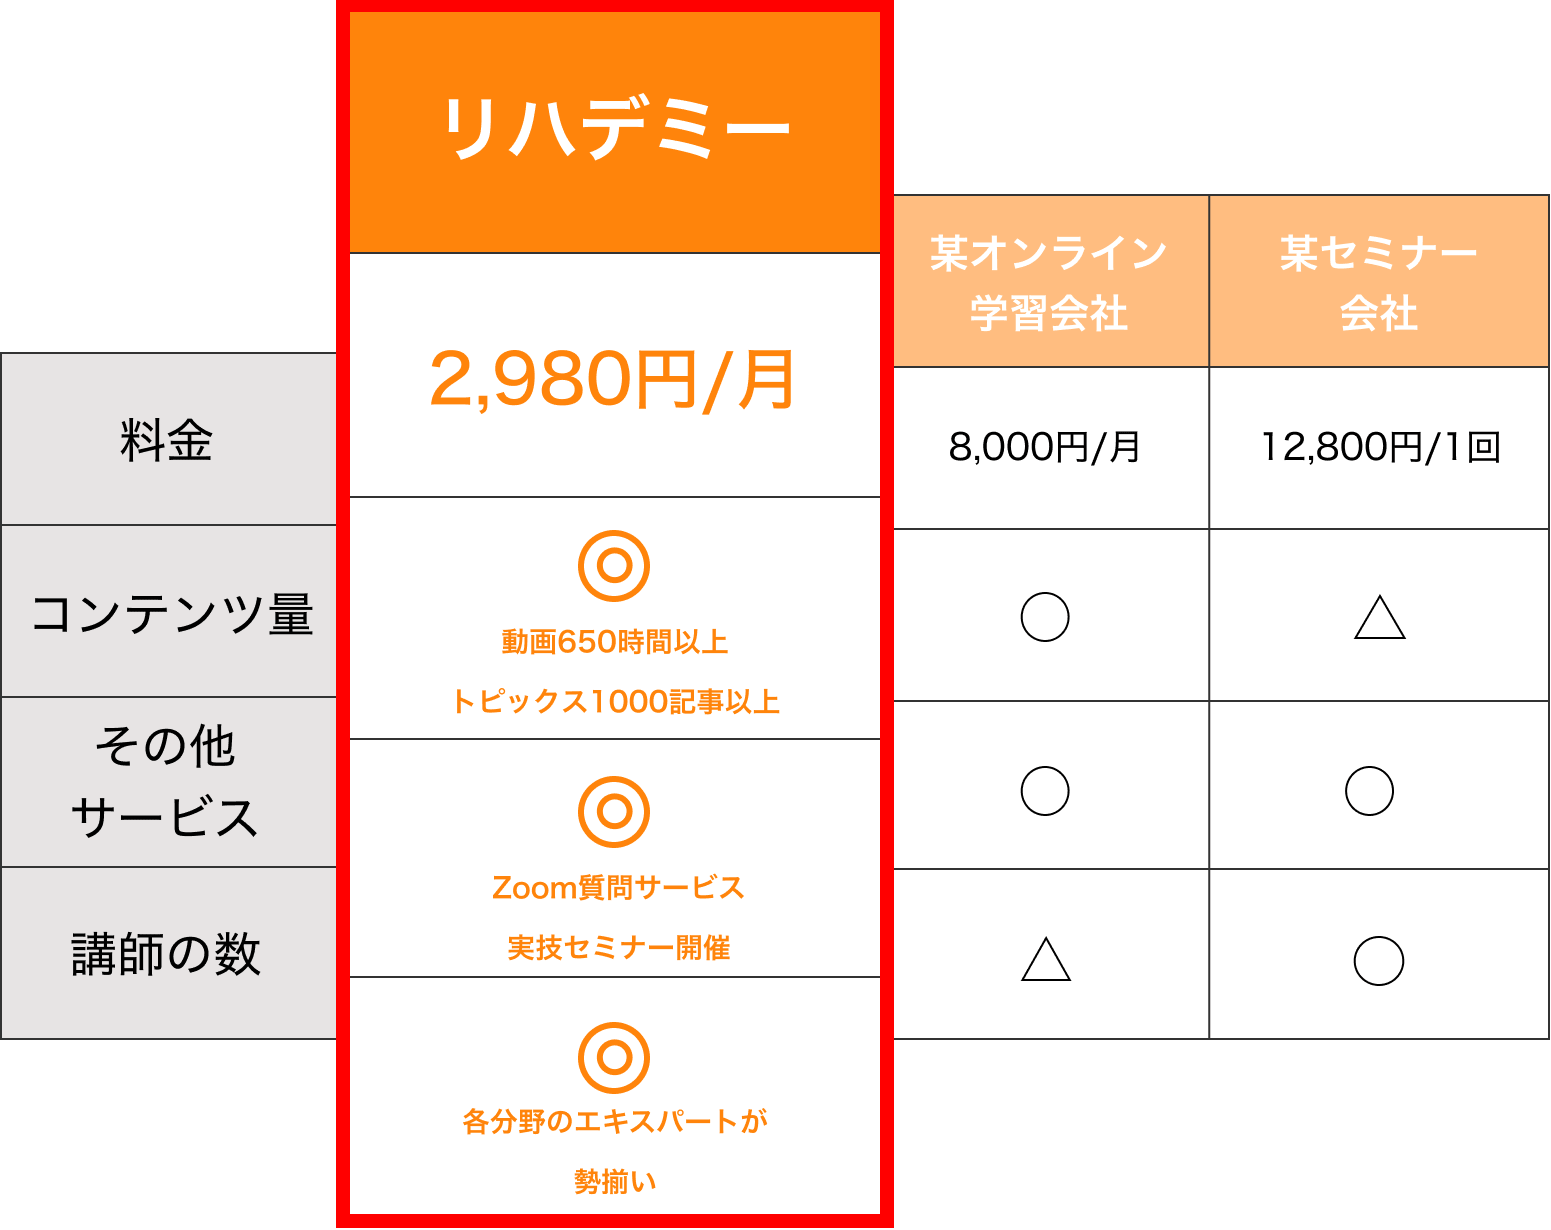 リハデミー
某オンライン
学習会社
某セミナー
会社
料金
2,980円/月
8,000円/月
12,800円/1回
コンテンツ量
◎
動画650時間以上
トピックス1000記事以上
○
△
その他
サービス
◎
Zoom質問サービス
実技セミナー開催
○
○
講師の数
◎
各分野のエキスパートが
勢揃い
△
○